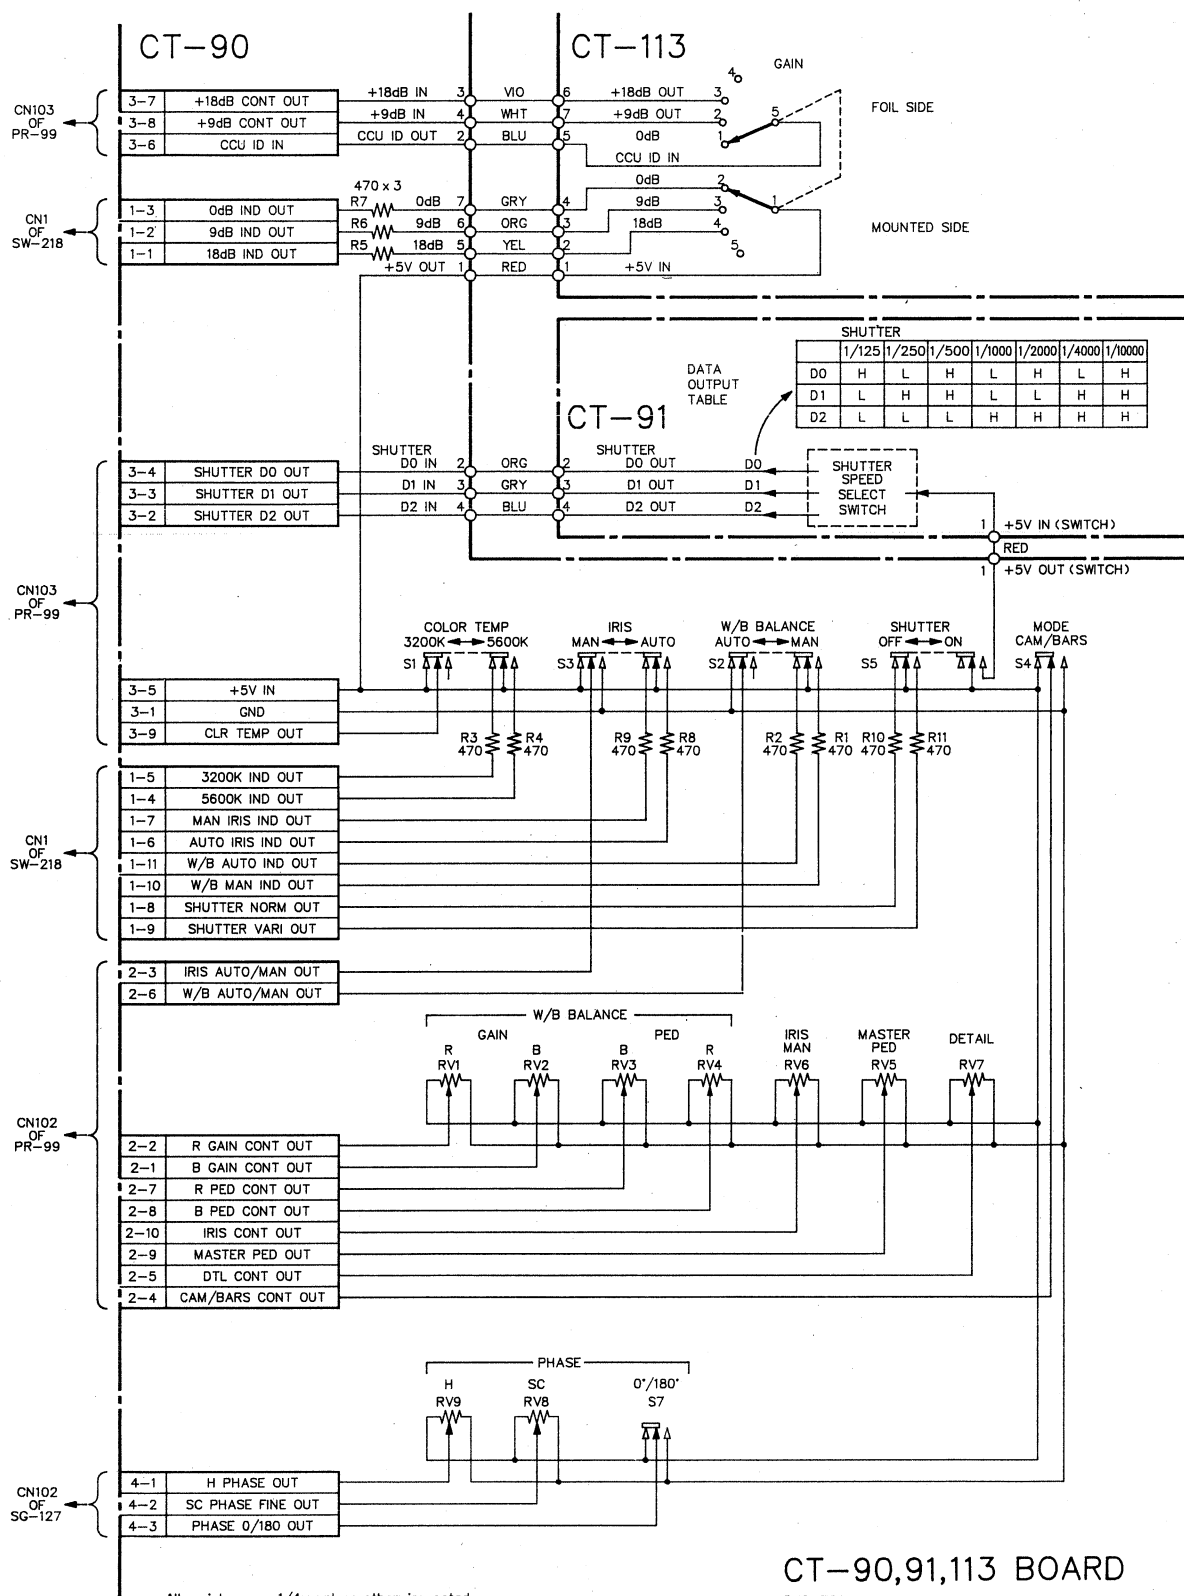 CT-90
CT-113
GAIN
FOIL SIDE
MOUNTED SIDE
CN103
OF
PR-99
3-7 +18dB CONT OUT +18dB IN 3 VIO 6 +18dB OUT 3
3-8 +9dB CONT OUT +9dB IN 4 WHT 7 +9dB OUT 2
3-6 CCU ID IN CCU ID OUT 2 BLU 5 0dB 1
4
5
CCU ID IN
470 x 3
CN1
OF
SW-218
1-3 0dB IND OUT R7 0dB 7 GRY 4 0dB 2
1-2 9dB IND OUT R6 9dB 6 ORG 3 9dB 3 1
1-1 18dB IND OUT R5 18dB 5 YEL 2 18dB 4
5
+5V OUT 1 RED 1 +5V IN
SHUTTER
1/125 1/250 1/500 1/1000 1/2000 1/4000 1/10000
D0 H L H L H L H
D1 L H H L L H H
D2 L L L H H H H
DATA
OUTPUT
TABLE
CT-91
SHUTTER
SHUTTER
3-4 SHUTTER D0 OUT D0 IN 2 ORG 2 D0 OUT D0
3-3 SHUTTER D1 OUT D1 IN 3 GRY 3 D1 OUT D1
3-2 SHUTTER D2 OUT D2 IN 4 BLU 4 D2 OUT D2
SHUTTER
SPEED
SELECT
SWITCH
1 +5V IN (SWITCH)
RED
1 +5V OUT (SWITCH)
CN103
OF
PR-99
COLOR TEMP
3200K 5600K
S1
IRIS
MAN AUTO
S3
W/B BALANCE
AUTO MAN
S2
SHUTTER
OFF ON
S5
MODE
CAM/BARS
S4
3-5 +5V IN
3-1 GND
3-9 CLR TEMP OUT
R3
470
R4
470
R9
470
R8
470
R2
470
R1
470
R10
470
R11
470
CN1
OF
SW-218
1-5 3200K IND OUT
1-4 5600K IND OUT
1-7 MAN IRIS IND OUT
1-6 AUTO IRIS IND OUT
1-11 W/B AUTO IND OUT
1-10 W/B MAN IND OUT
1-8 SHUTTER NORM OUT
1-9 SHUTTER VARI OUT
2-3 IRIS AUTO/MAN OUT
2-6 W/B AUTO/MAN OUT
W/B BALANCE
GAIN
PED
R
RV1
B
RV2
B
RV3
R
RV4
IRIS
MAN
RV6
MASTER
PED
RV5
DETAIL
RV7
CN102
OF
PR-99
2-2 R GAIN CONT OUT
2-1 B GAIN CONT OUT
2-7 R PED CONT OUT
2-8 B PED CONT OUT
2-10 IRIS CONT OUT
2-9 MASTER PED OUT
2-5 DTL CONT OUT
2-4 CAM/BARS CONT OUT
PHASE
H
RV9
SC
RV8
0°/180°
S7
CN102
OF
SG-127
4-1 H PHASE OUT
4-2 SC PHASE FINE OUT
4-3 PHASE 0/180 OUT
CT-90,91,113 BOARD